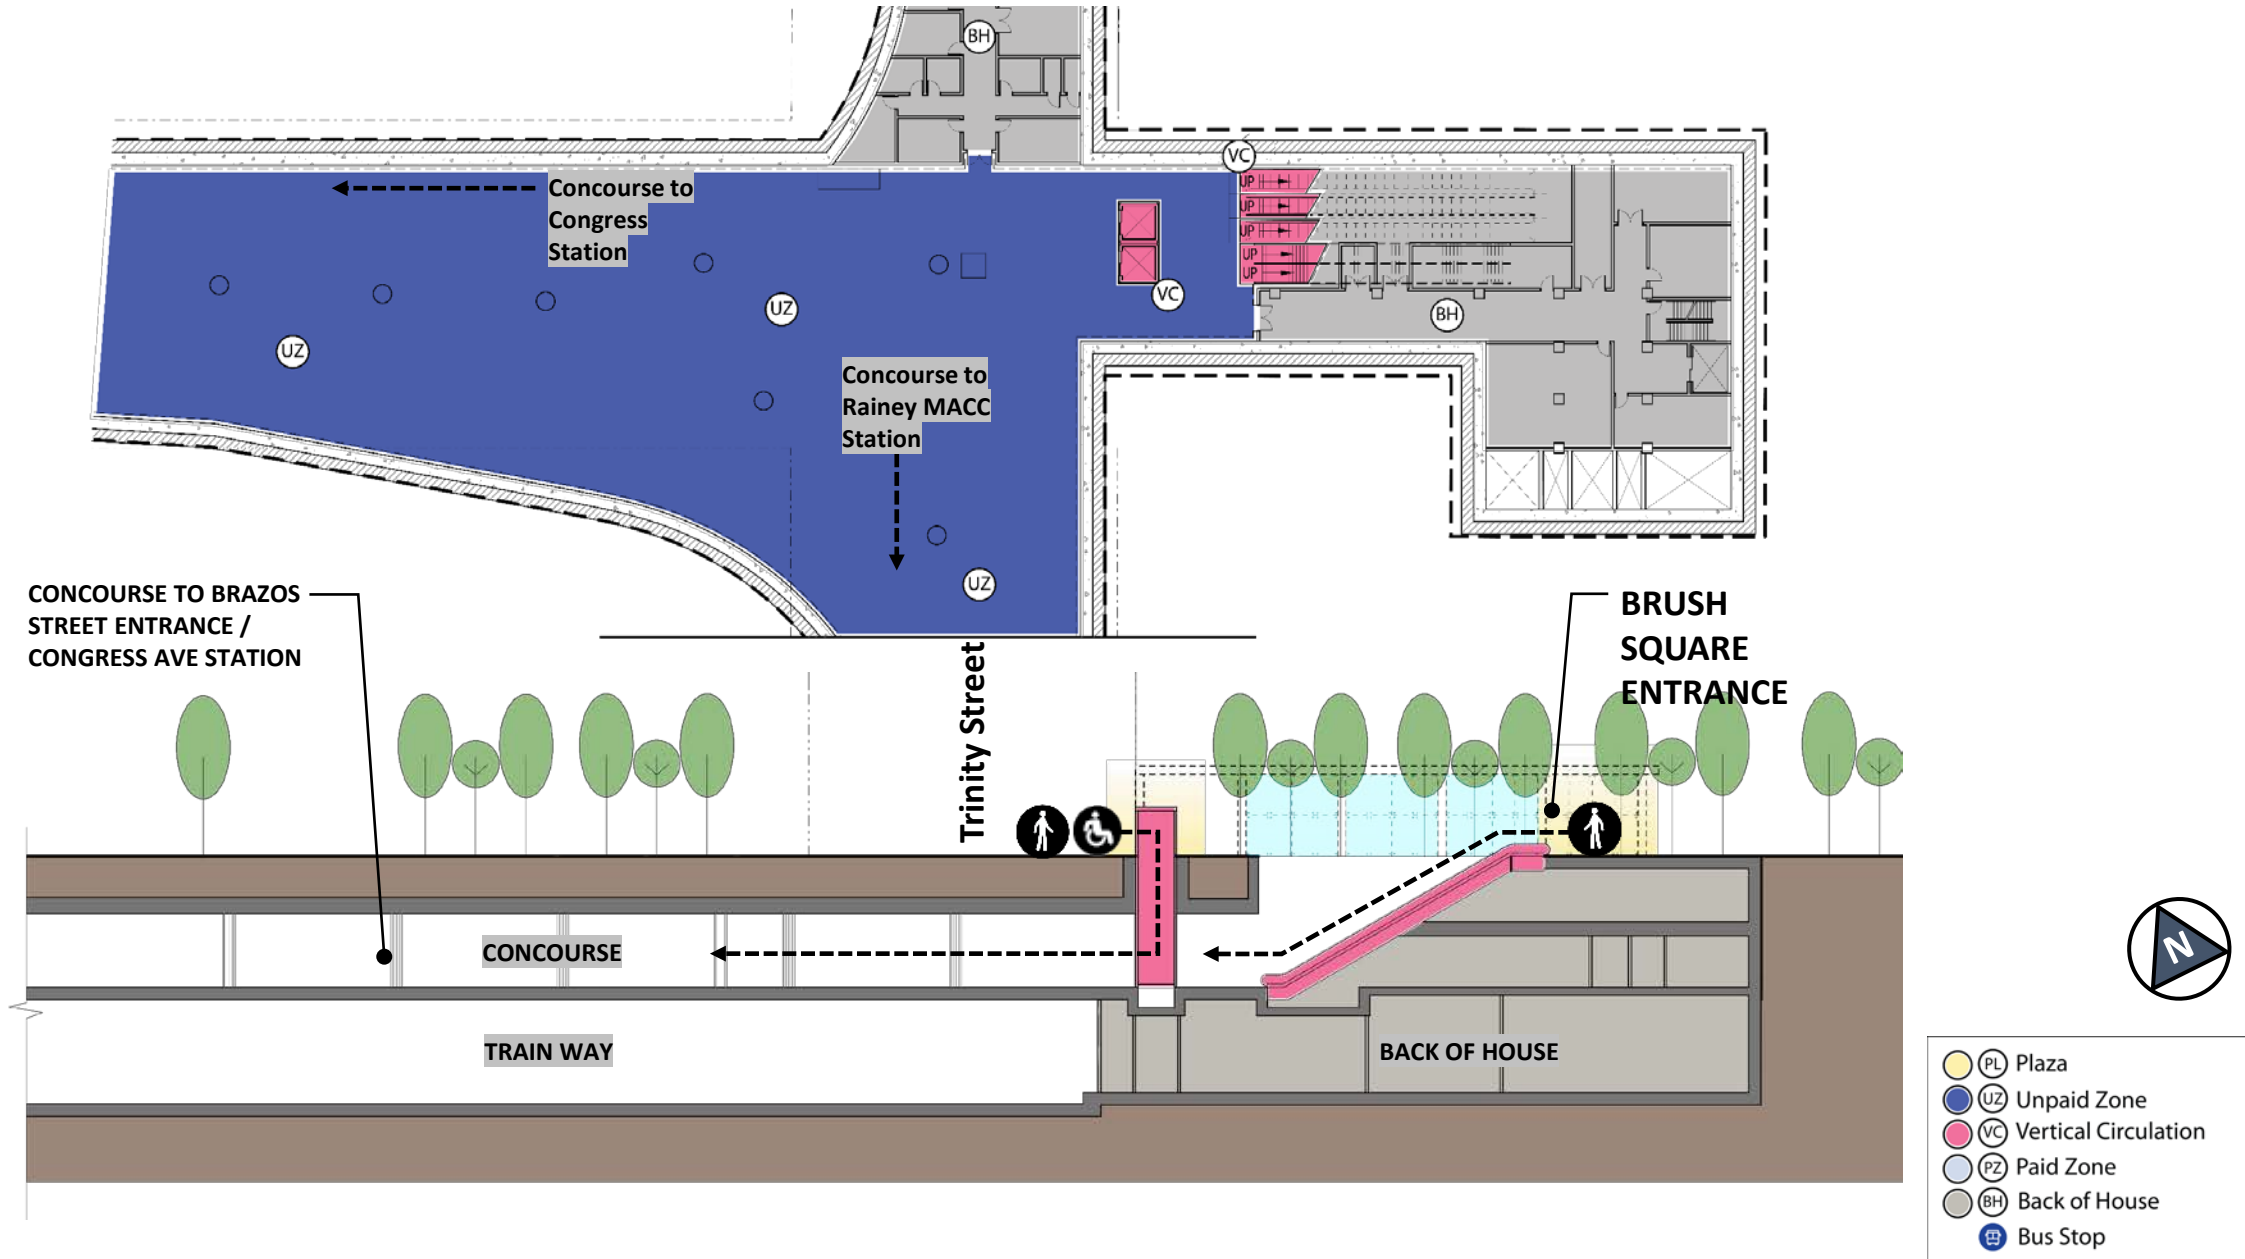 BH
VC
UP
UP
UP
UP
UP
Concourse to
Congress
Station
VC
UZ
BH
UZ
Concourse to
Rainey MACC
Station
UZ
CONCOURSE TO BRAZOS
STREET ENTRANCE /
CONGRESS AVE STATION
Trinity Street
BRUSH
SQUARE
ENTRANCE
CONCOURSE
TRAIN WAY
BACK OF HOUSE
N
PL Plaza
UZ Unpaid Zone
VC Vertical Circulation
PZ Paid Zone
BH Back of House
Bus Stop